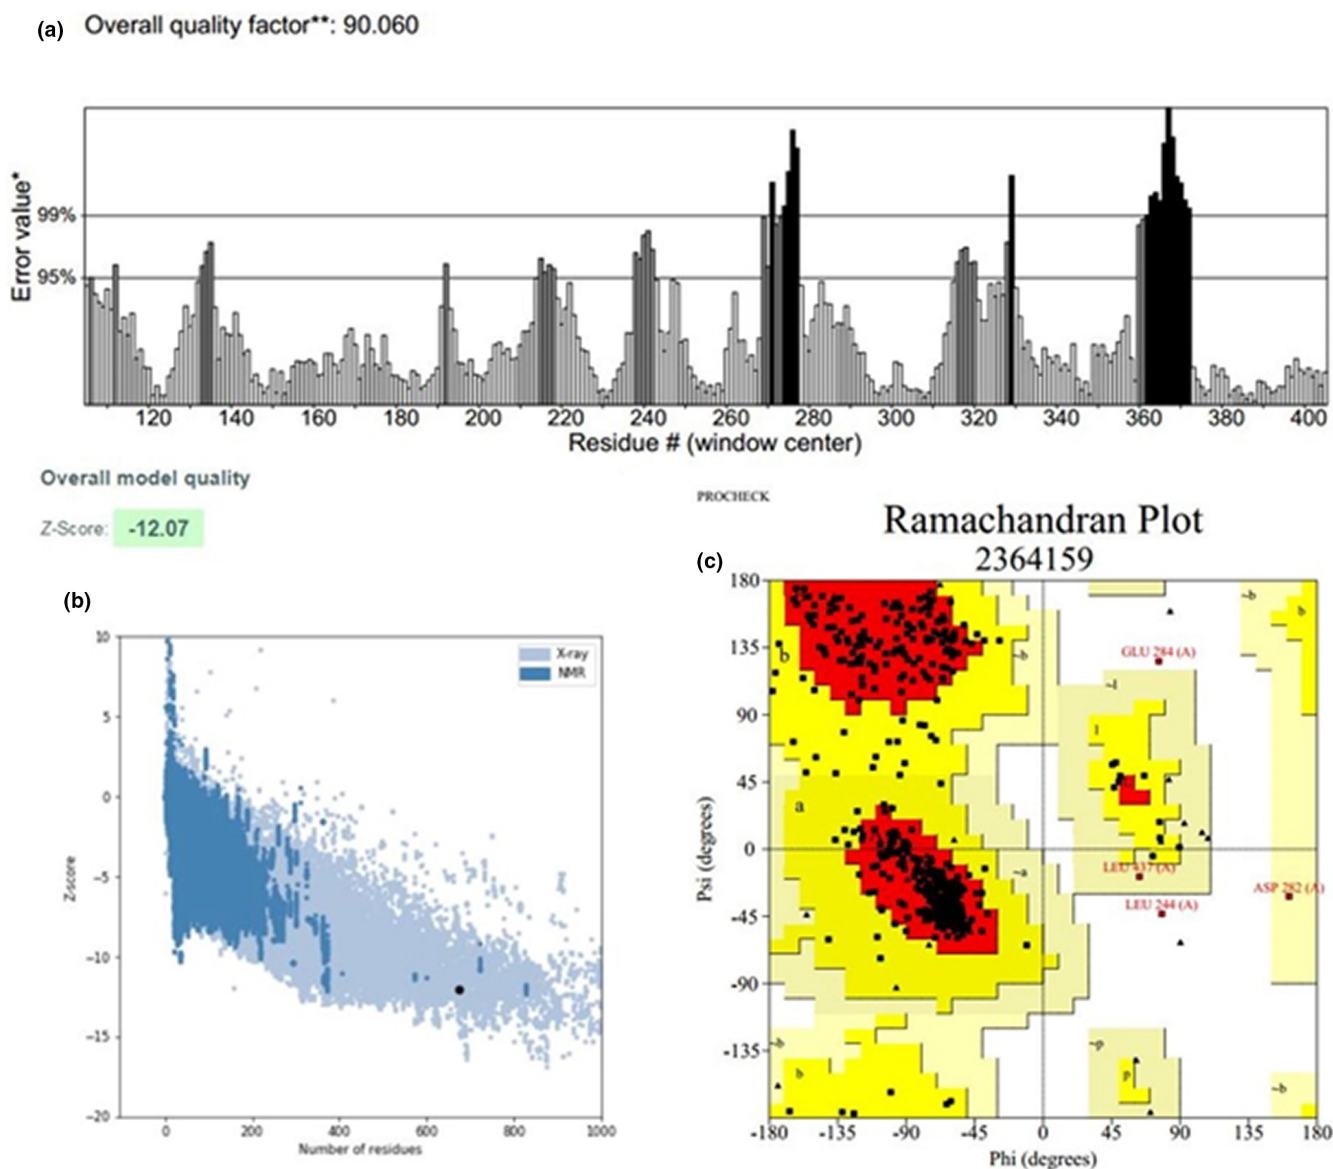 (a) Overall quality factor**: 90.060
Error value*
99%
95%
120 140 160 180 200 220 240 260 280 300 320 340 360 380 400
Residue # (window center)
Overall model quality
Z-Score: -12.07
(b)
10
5
0
−5
−10
−15
−20
Z-score
X-ray
NMR
0 200 400 600 800 1000
Number of residues
PROCHECK
Ramachandran Plot
(c) 2364159
180
135
90
45
0
-45
-90
-135
Psi (degrees)
~b
b
GLU 284 (A)
b
~b
~l
l
a
~a
LEU 437 (A)
ASP 282 (A)
LEU 244 (A)
~b
~p
b
p
~b
-180 -135 -90 -45 0 45 90 135 180
Phi (degrees)